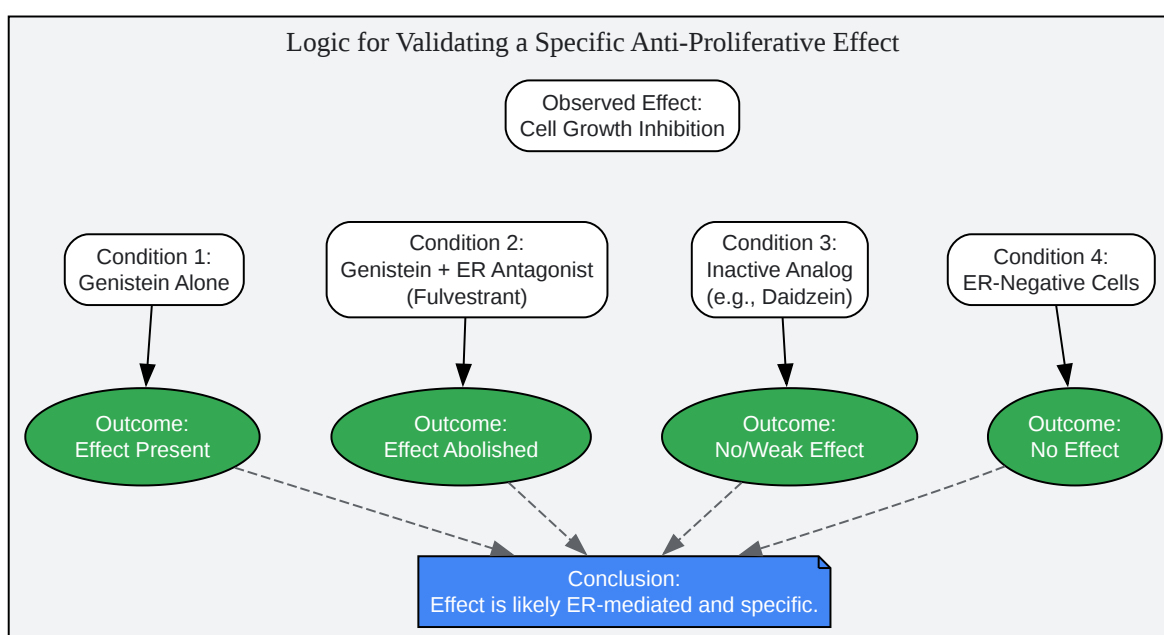 Logic for Validating a Specific Anti-Proliferative Effect
Observed Effect:
Cell Growth Inhibition
Condition 1:
Genistein Alone
Condition 2:
Genistein + ER Antagonist
(Fulvestrant)
Condition 3:
Inactive Analog
(e.g., Daidzein)
Condition 4:
ER-Negative Cells
Outcome:
Effect Present
Outcome:
Effect Abolished
Outcome:
No/Weak Effect
Outcome:
No Effect
Conclusion:
Effect is likely ER-mediated and specific.